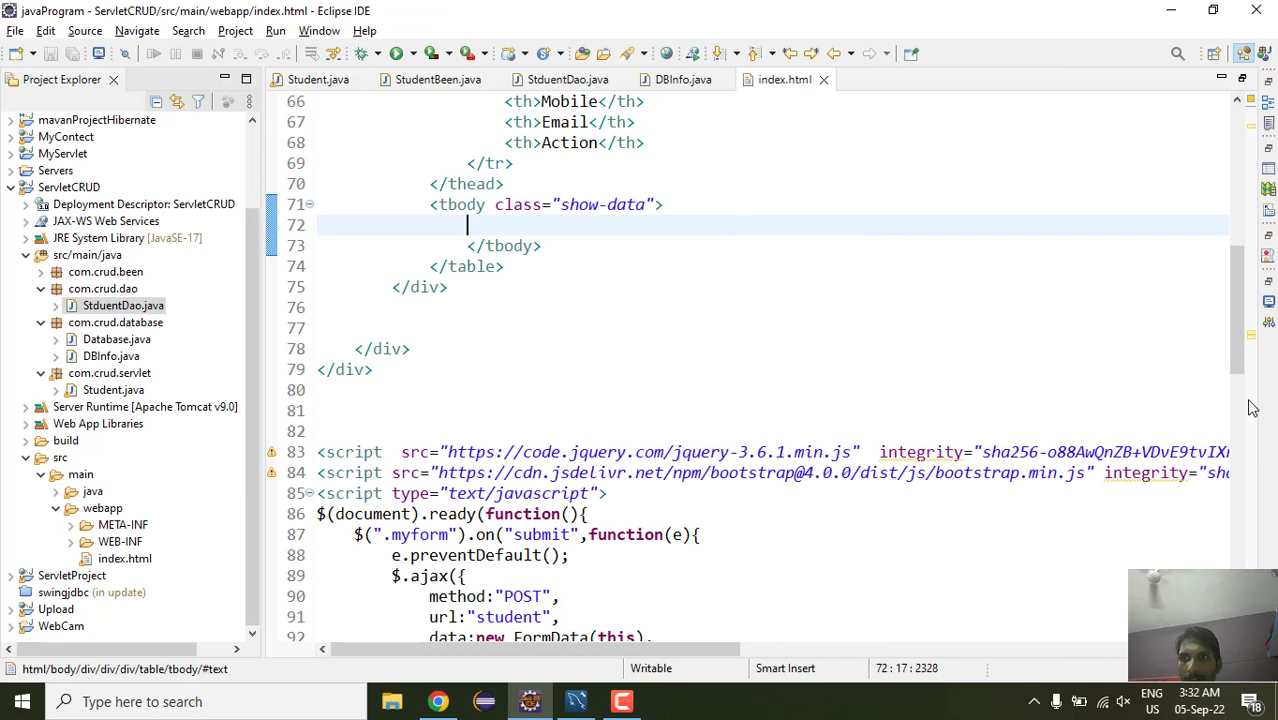 javaProgram - ServletCRUD/src/main/webapp/index.html - Eclipse IDE
File Edit Source Navigate Search Project Run Window Help
Project Explorer
Student.java StudentBeen.java StduentDao.java DBInfo.java index.html
mavanProjectHibernate
MyContect
MyServlet
Servers
ServletCRUD
Deployment Descriptor: ServletCRUD
JAX-WS Web Services
JRE System Library [JavaSE-17]
src/main/java
com.crud.been
com.crud.dao
StduentDao.java
com.crud.database
Database.java
DBInfo.java
com.crud.servlet
Student.java
Server Runtime [Apache Tomcat v9.0]
Web App Libraries
build
src
main
java
webapp
META-INF
WEB-INF
index.html
ServletProject
swingjdbc (in update)
Upload
WebCam
66 <th>Mobile</th>
67 <th>Email</th>
68 <th>Action</th>
69 </tr>
70 </thead>
71 <tbody class="show-data">
72
73 </tbody>
74 </table>
75 </div>
76
77
78 </div>
79 </div>
80
81
82
83 <script src="https://code.jquery.com/jquery-3.6.1.min.js" integrity="sha256-o88AwQnZB+VDvE9tvIXr
84 <script src="https://cdn.jsdelivr.net/npm/bootstrap@4.0.0/dist/js/bootstrap.min.js" integrity="sha
85 <script type="text/javascript">
86 $(document).ready(function(){
87 $(".myform").on("submit",function(e){
88 e.preventDefault();
89 $.ajax({
90 method:"POST",
91 url:"student",
92 data:new FormData(this),
html/body/div/div/div/table/tbody/#text Writable Smart Insert 72 : 17 : 2328
Type here to search
ENG
US
3:32 AM
05-Sep-22
18